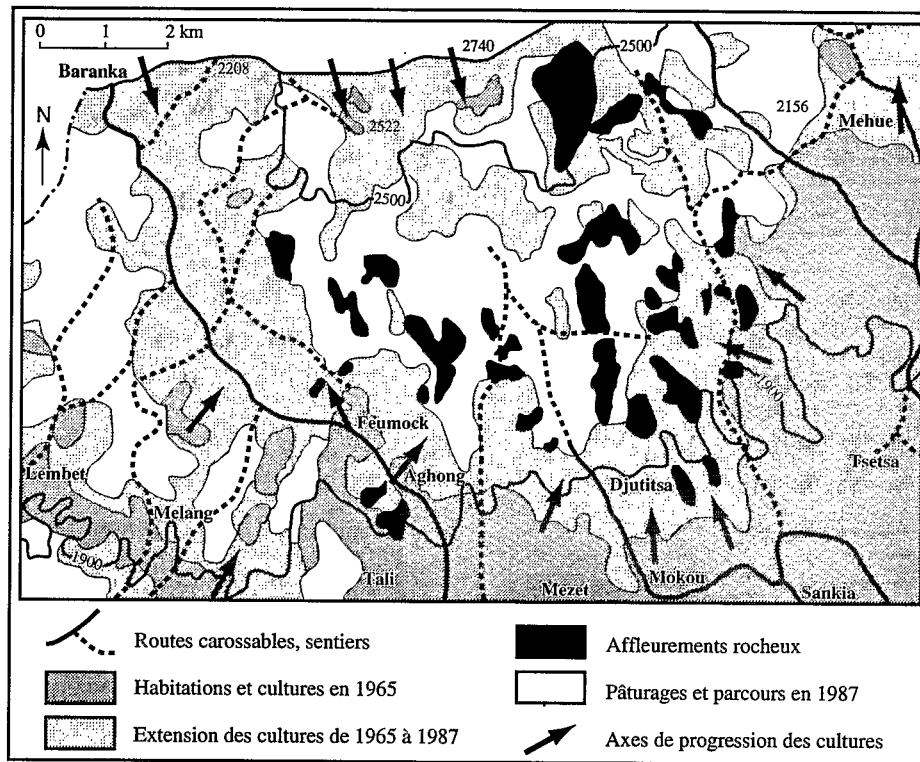 0 1 2 km
2740
2500
Baranka
2208
2156
Mehue
N
2522
2500
1900
Feumock
Tsetsa
Lembet
Aghong
Djutitsa
Melang
1900
Tali
Mezet
Mokou
Sankia
Routes carossables, sentiers
Affleurements rocheux
Habitations et cultures en 1965
Pâturages et parcours en 1987
Extension des cultures de 1965 à 1987
Axes de progression des cultures